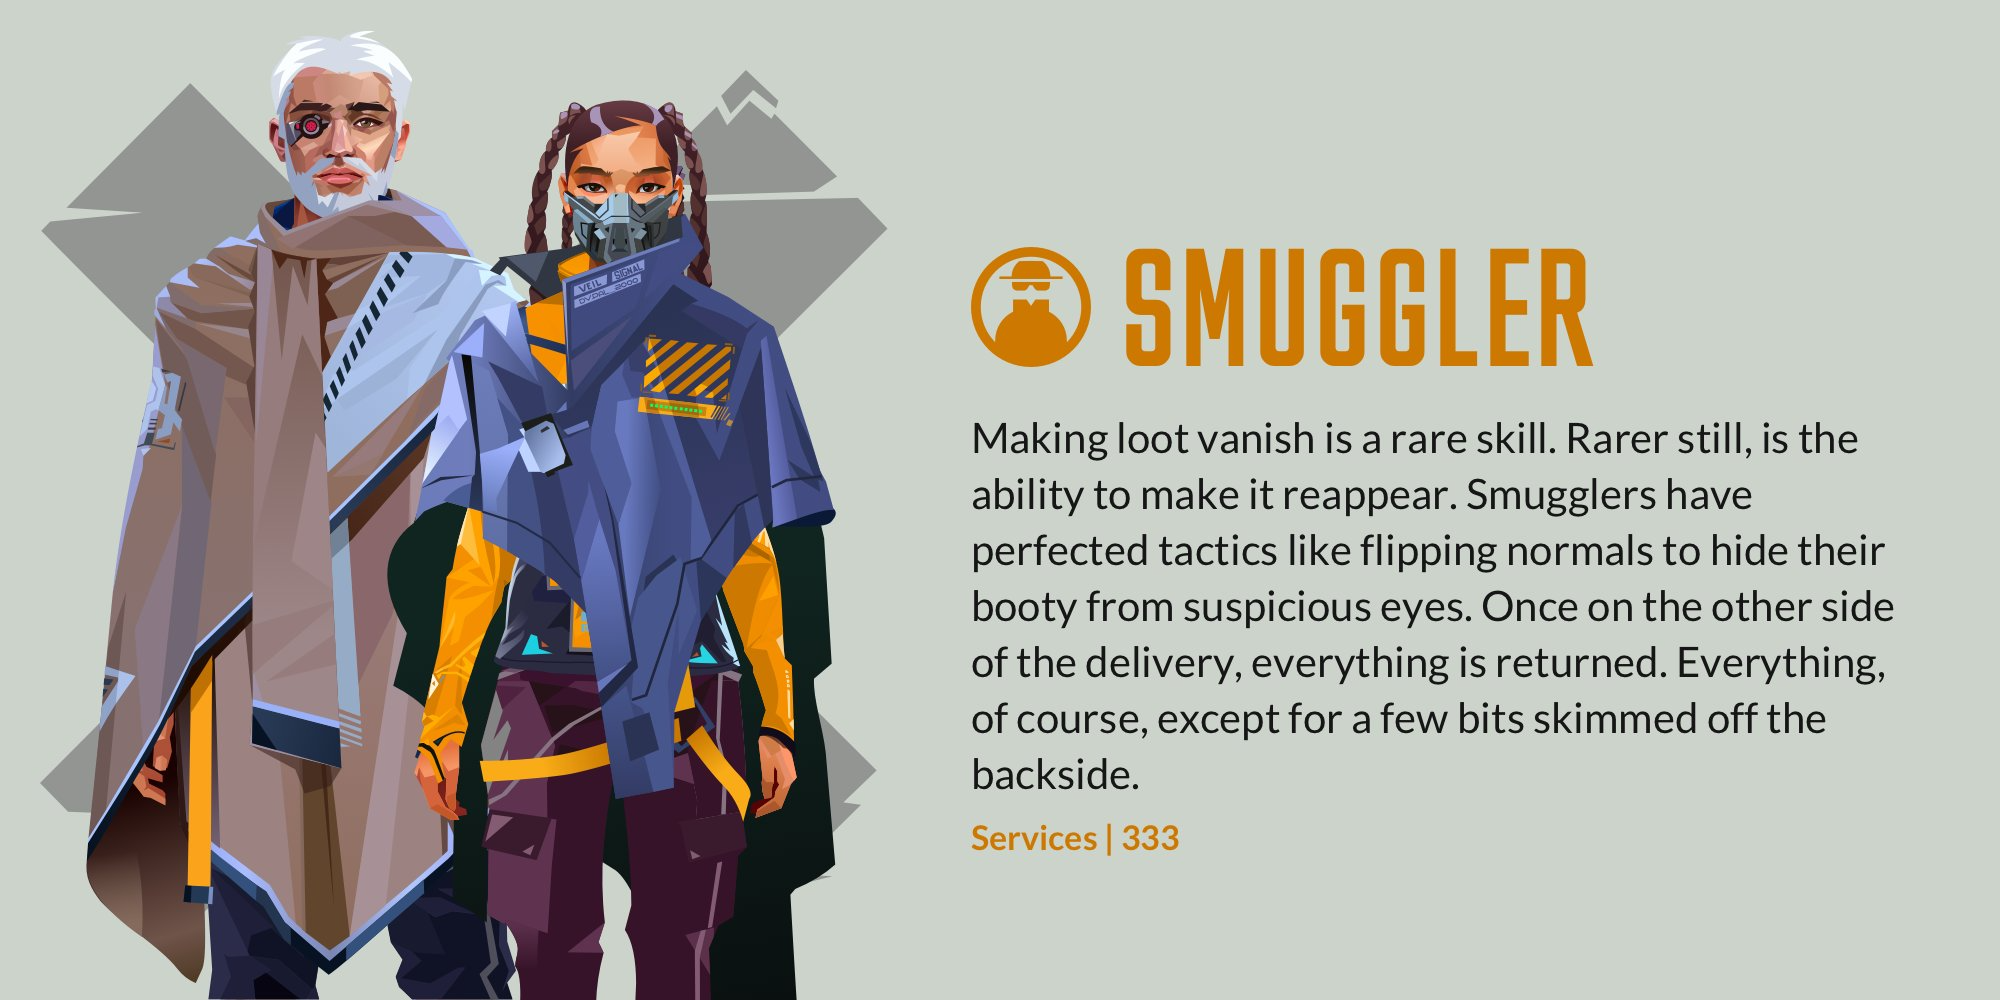 VEIL SIGNAL
SMUGGLER
Making loot vanish is a rare skill. Rarer still, is the
ability to make it reappear. Smugglers have
perfected tactics like flipping normals to hide their
booty from suspicious eyes. Once on the other side
of the delivery, everything is returned. Everything,
of course, except for a few bits skimmed off the
backside.
Services | 333